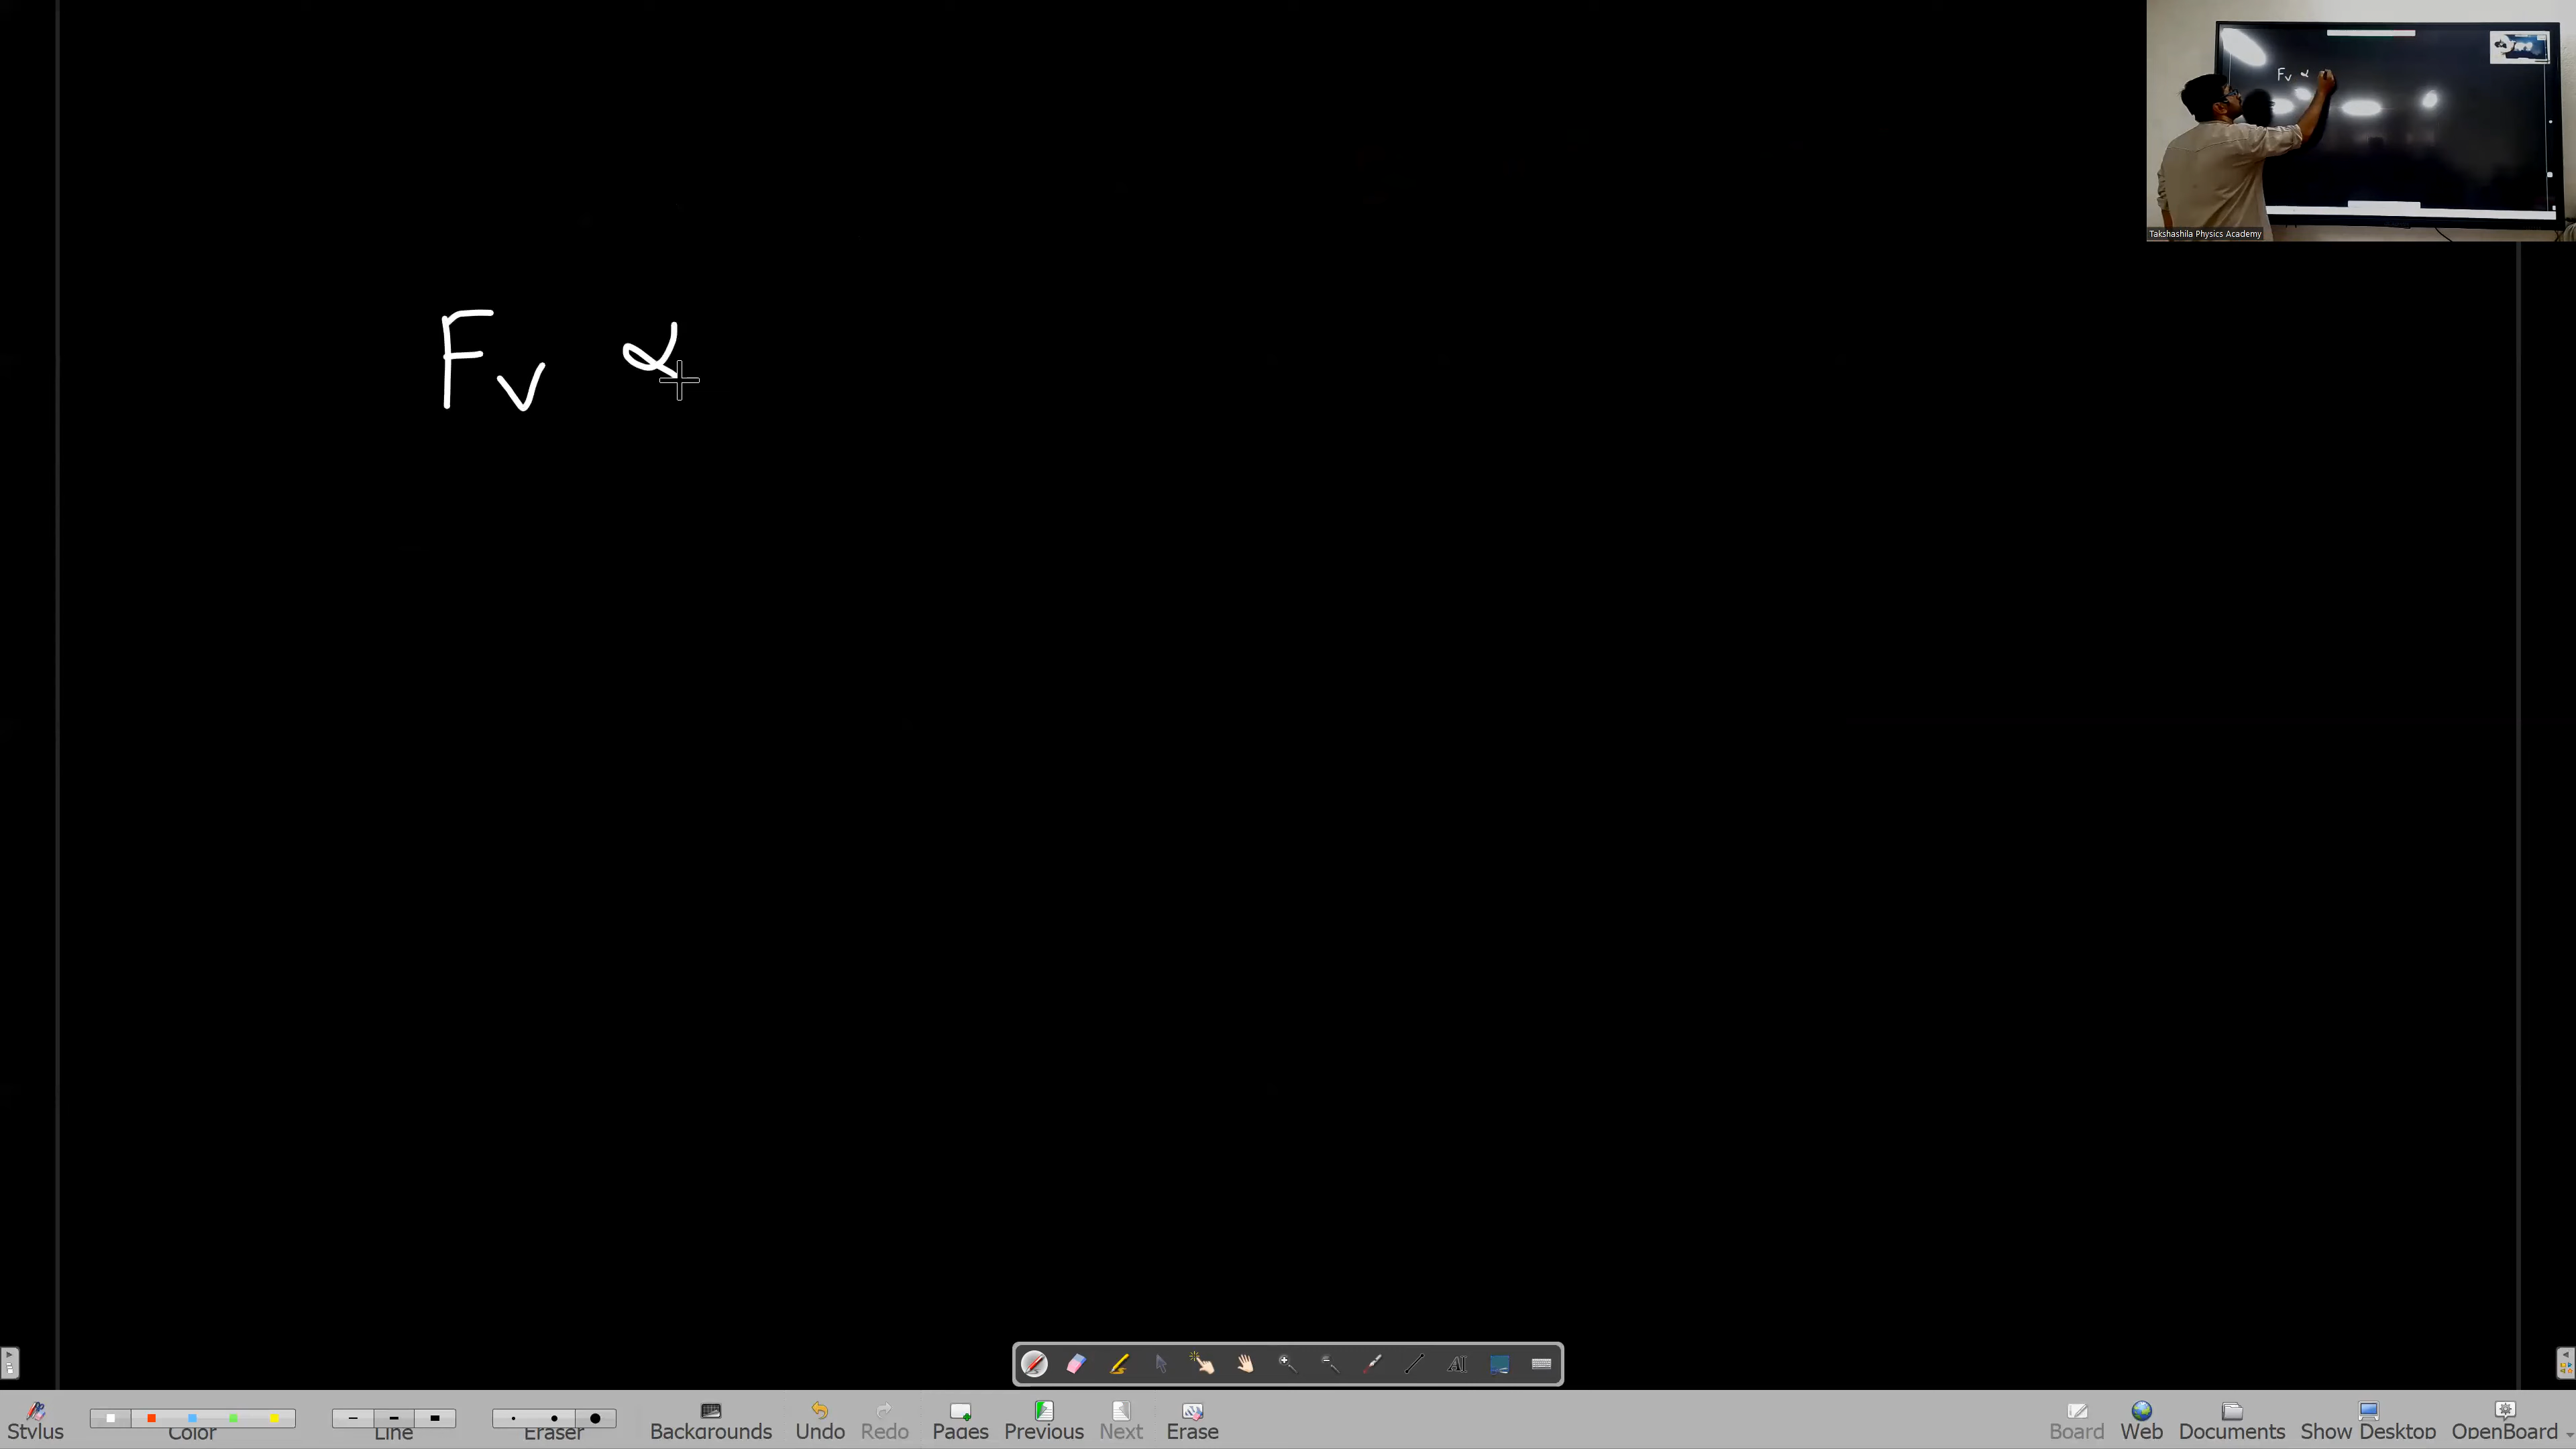 Takshashila Physics Academy
F_v ∝
Stylus Color Line Eraser Backgrounds Undo Redo Pages Previous Next Erase Board Web Documents Show Desktop OpenBoard